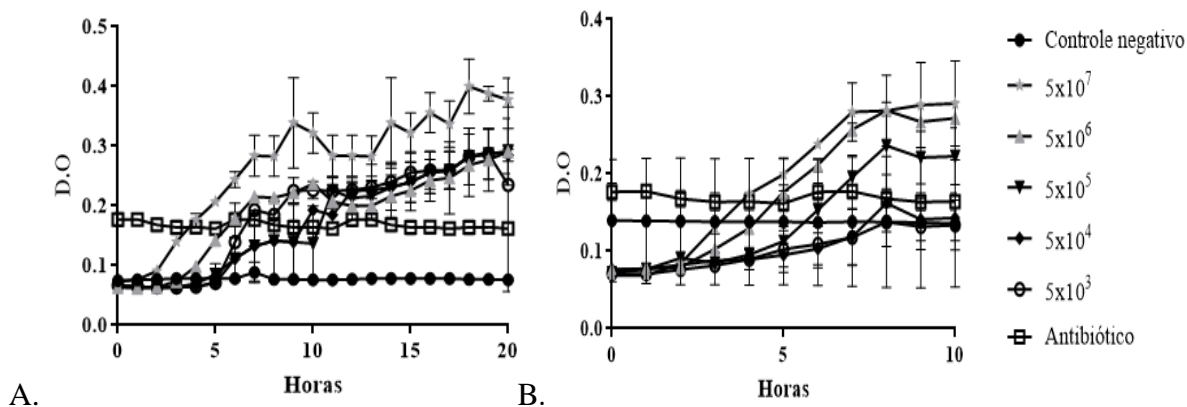 0.5
0.4
0.3
0.2
0.1
0.0
D.O
0 5 10 15 20
Horas
A.
0.4
0.3
0.2
0.1
0.0
D.O
0 5 10
Horas
B.
Controle negativo
5x10⁷
5x10⁶
5x10⁵
5x10⁴
5x10³
Antibiótico